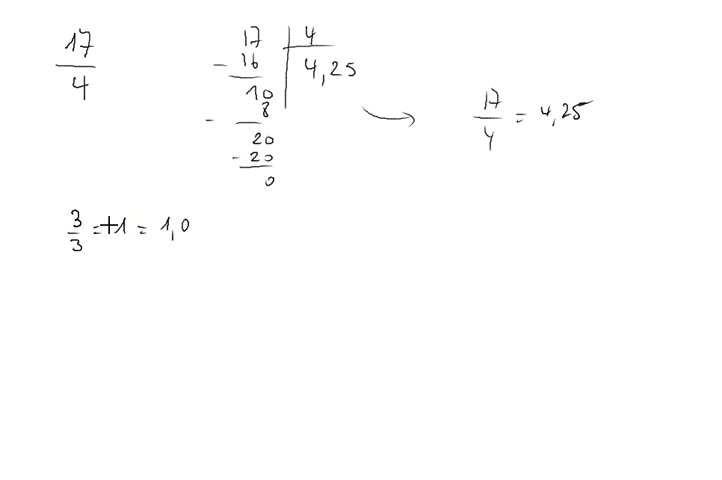 17/4
17 | 4
- 16 | 4,25
10
- 8
20
- 20
0
17/4 = 4,25
3/3 = +1 = 1,0